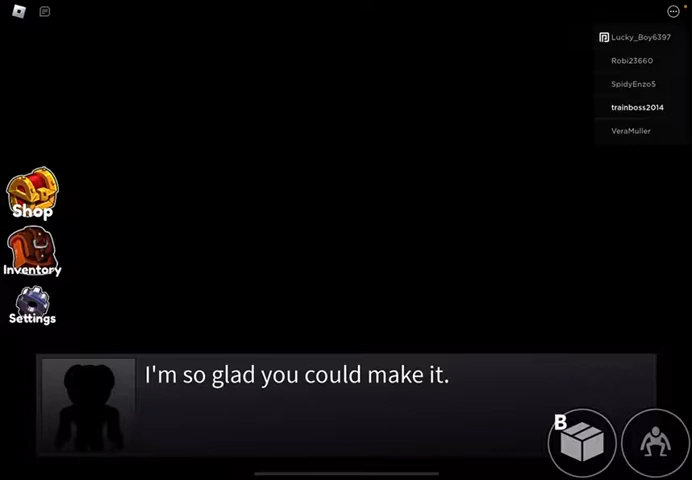 Lucky_Boy6397
Robi23660
SpidyEnzo5
trainboss2014
VeraMuller
Shop
Inventory
Settings
I'm so glad you could make it.
B